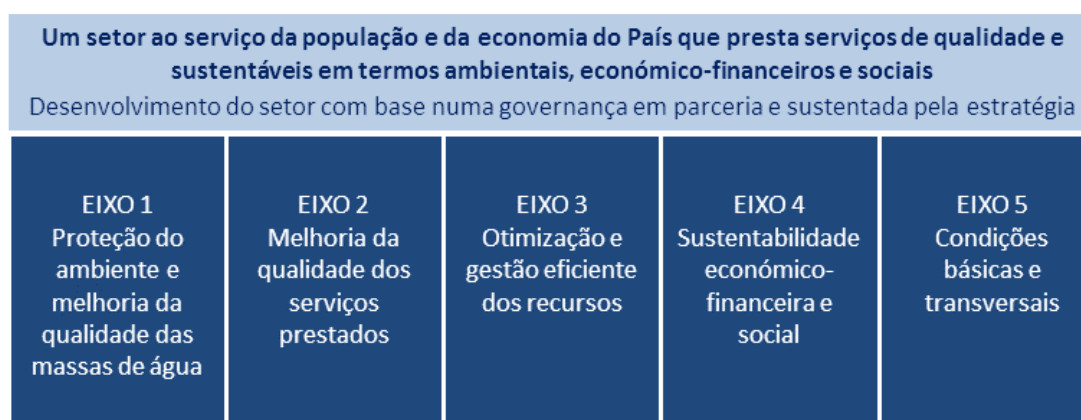 Um setor ao serviço da população e da economia do País que presta serviços de qualidade e
sustentáveis em termos ambientais, económico-financeiros e sociais
Desenvolvimento do setor com base numa governança em parceria e sustentada pela estratégia
EIXO 1
Proteção do
ambiente e
melhoria da
qualidade das
massas de água
EIXO 2
Melhoria da
qualidade dos
serviços
prestados
EIXO 3
Otimização e
gestão eficiente
dos recursos
EIXO 4
Sustentabilidade
económico-
financeira e
social
EIXO 5
Condições
básicas e
transversais